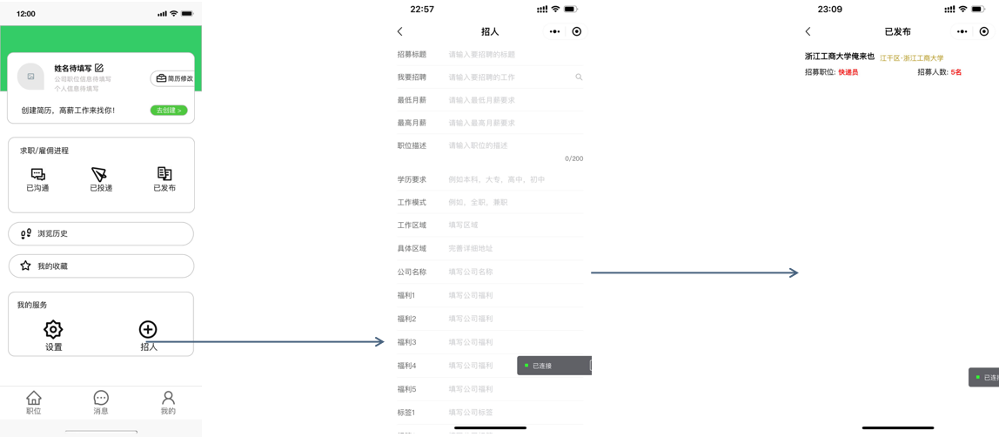 12:00
姓名待填写
公司职位信息待填写
个人信息待填写
简历修改
创建简历，高薪工作来找你！
去创建 >
求职/雇佣进程
已沟通
已投递
已发布
浏览历史
我的收藏
我的服务
设置
招人
职位
消息
我的
22:57
招人
招募标题 请输入要招聘的标题
我要招聘 请输入要招聘的工作
最低月薪 请输入最低月薪要求
最高月薪 请输入最高月薪要求
职位描述 请输入职位的描述
0/200
学历要求 例如本科，大专，高中，初中
工作模式 例如，全职，兼职
工作区域 填写区域
具体区域 完善详细地址
公司名称 填写公司名称
福利1 填写公司福利
福利2 填写公司福利
福利3 填写公司福利
福利4 填写公司福利
已连接
福利5 填写公司福利
标签1 填写公司标签
23:09
已发布
浙江工商大学俺来也 江干区-浙江工商大学
招募职位: 快递员 招募人数: 5名
已连